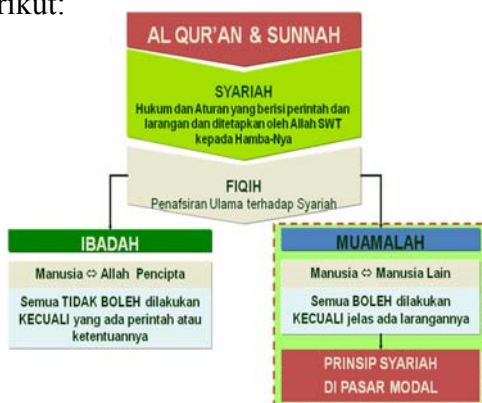 rikut:
AL QUR'AN & SUNNAH
SYARIAH
Hukum dan Aturan yang berisi perintah dan
larangan dan ditetapkan oleh Allah SWT
kepada Hamba-Nya
FIQIH
Penafsiran Ulama terhadap Syariah
IBADAH
Manusia ⇔ Allah Pencipta
Semua TIDAK BOLEH dilakukan
KECUALI yang ada perintah atau
ketentuannya
MUAMALAH
Manusia ⇔ Manusia Lain
Semua BOLEH dilakukan
KECUALI jelas ada larangannya
PRINSIP SYARIAH
DI PASAR MODAL